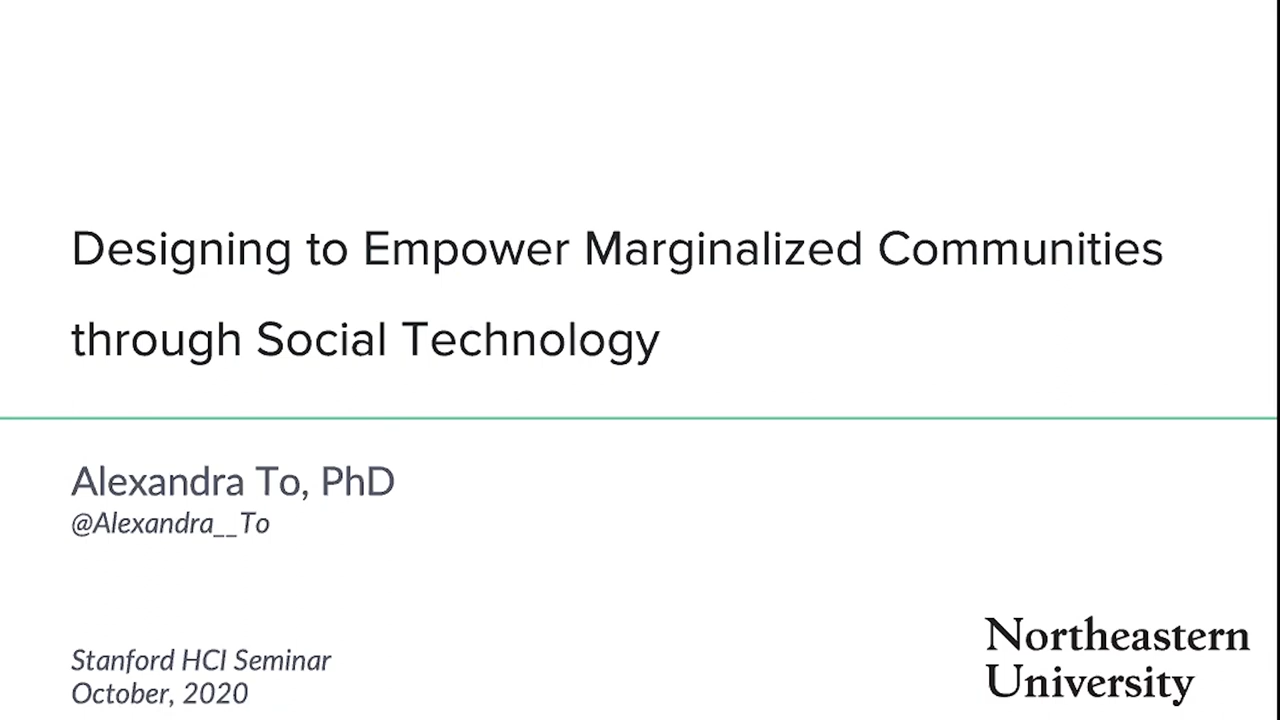 Designing to Empower Marginalized Communities
through Social Technology
Alexandra To, PhD
@Alexandra__To
Stanford HCI Seminar
October, 2020
Northeastern
University